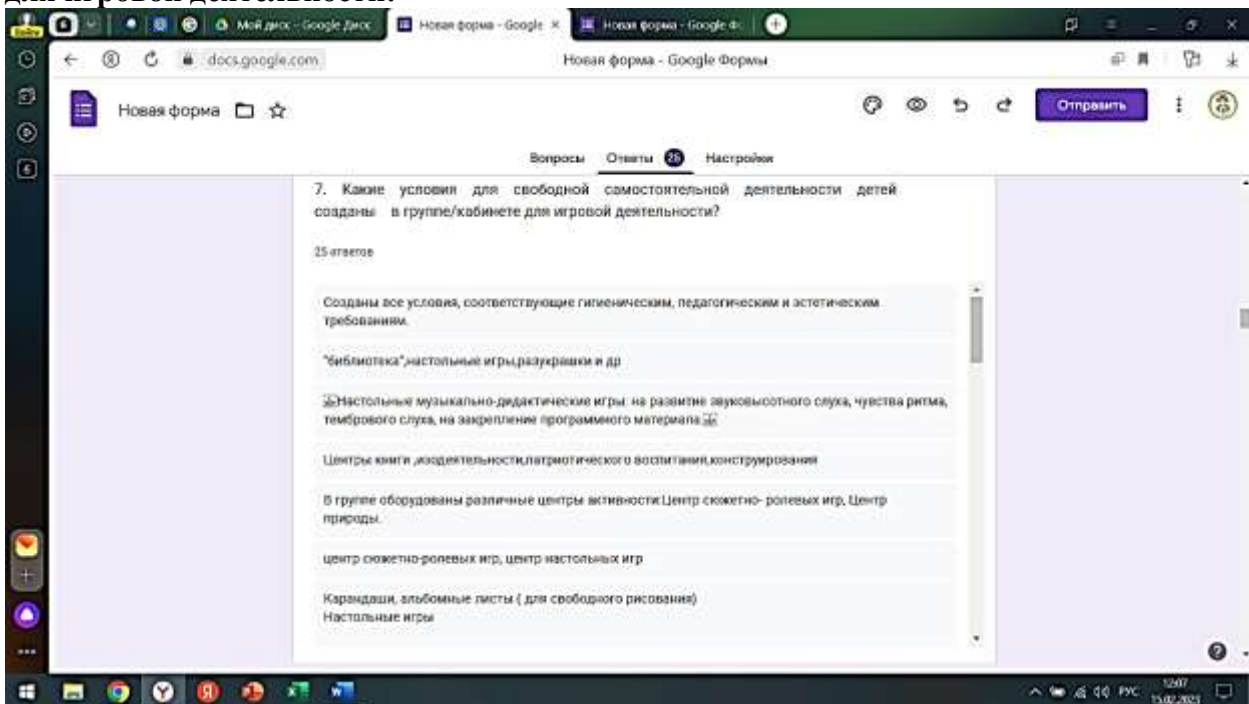 для игровой деятельности.
Мой диск - Google Диск
Новая форма - Google
Новая форма - Google Ф
docs.google.com
Новая форма - Google Формы
Новая форма
Отправить
Вопросы Ответы 25 Настройки
7. Какие условия для свободной самостоятельной деятельности детей
созданы в группе/кабинете для игровой деятельности?
25 ответов
Созданы все условия, соответствующие гигиеническим, педагогическим и эстетическим
требованиям.
"библиотека",настольные игры,разукрашки и др
Настольные музыкально-дидактические игры: на развитие звуковысотного слуха, чувства ритма,
тембрового слуха, на закрепление программного материала
Центры книги ,изодеятельности,патриотического воспитания,конструирования
В группе оборудованы различные центры активности:Центр сюжетно- ролевых игр, Центр
природы.
центр сюжетно-ролевых игр, центр настольных игр
Карандаши, альбомные листы ( для свободного рисования)
Настольные игры
РУС
12:07
15.02.2023